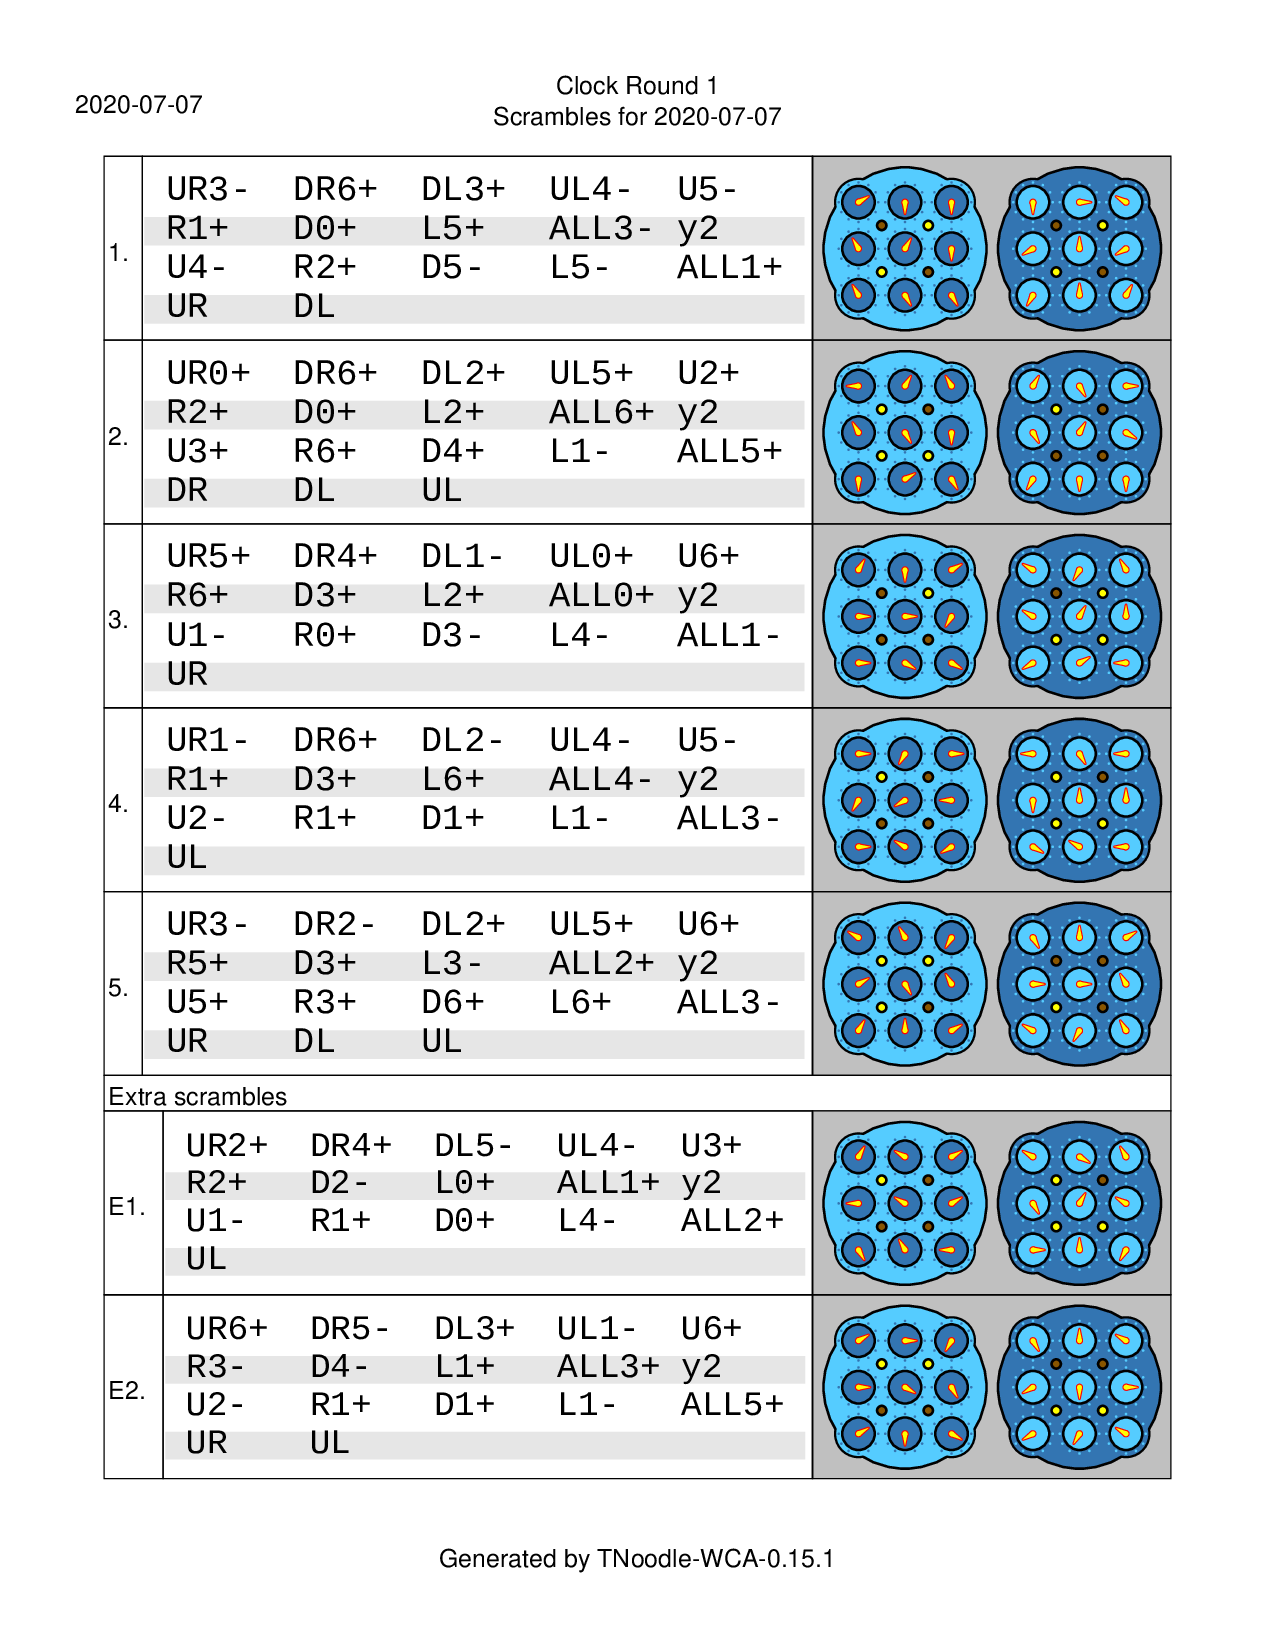 Clock Round 1
2020-07-07
Scrambles for 2020-07-07
1.
UR3- DR6+ DL3+ UL4- U5-
R1+ D0+ L5+ ALL3- y2
U4- R2+ D5- L5- ALL1+
UR DL
2.
UR0+ DR6+ DL2+ UL5+ U2+
R2+ D0+ L2+ ALL6+ y2
U3+ R6+ D4+ L1- ALL5+
DR DL UL
3.
UR5+ DR4+ DL1- UL0+ U6+
R6+ D3+ L2+ ALL0+ y2
U1- R0+ D3- L4- ALL1-
UR
4.
UR1- DR6+ DL2- UL4- U5-
R1+ D3+ L6+ ALL4- y2
U2- R1+ D1+ L1- ALL3-
UL
5.
UR3- DR2- DL2+ UL5+ U6+
R5+ D3+ L3- ALL2+ y2
U5+ R3+ D6+ L6+ ALL3-
UR DL UL
Extra scrambles
E1.
UR2+ DR4+ DL5- UL4- U3+
R2+ D2- L0+ ALL1+ y2
U1- R1+ D0+ L4- ALL2+
UL
E2.
UR6+ DR5- DL3+ UL1- U6+
R3- D4- L1+ ALL3+ y2
U2- R1+ D1+ L1- ALL5+
UR UL
Generated by TNoodle-WCA-0.15.1